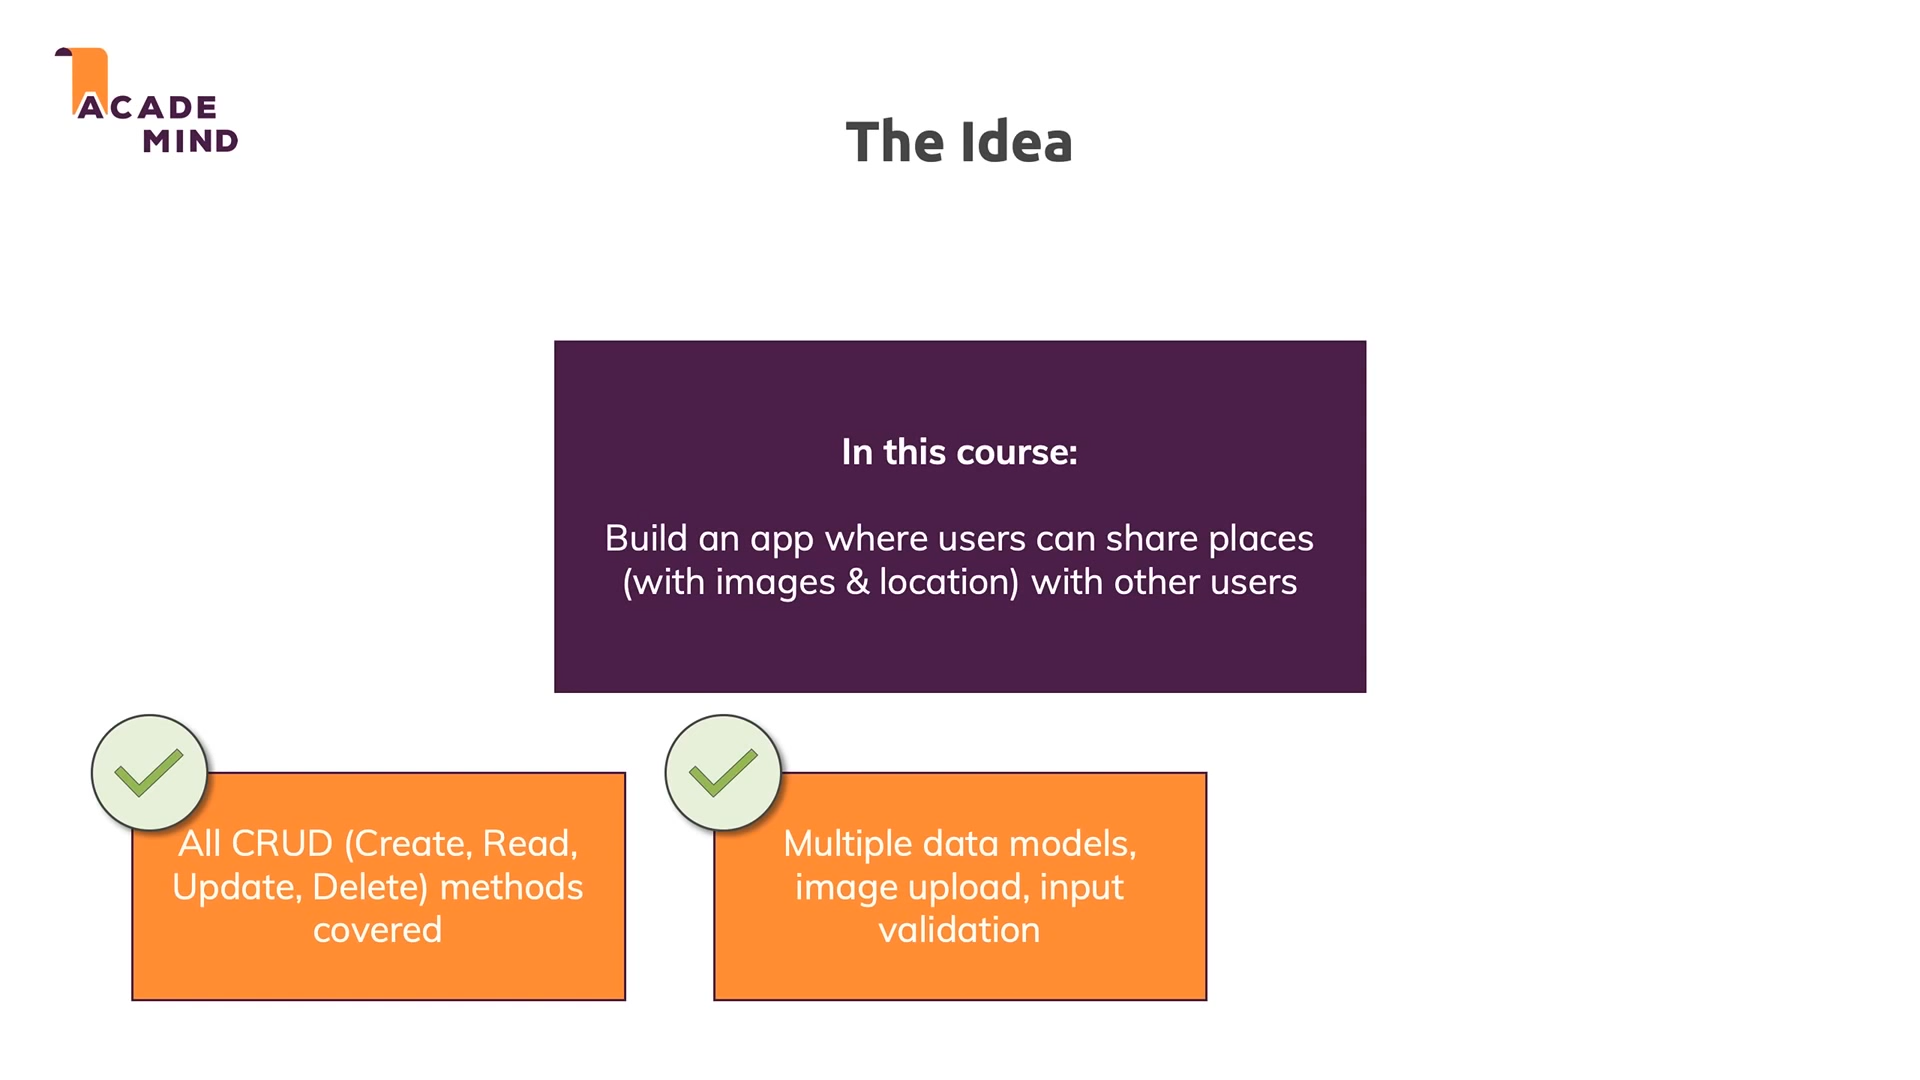 ACADE
MIND
The Idea
In this course:
Build an app where users can share places
(with images & location) with other users
All CRUD (Create, Read,
Update, Delete) methods
covered
Multiple data models,
image upload, input
validation